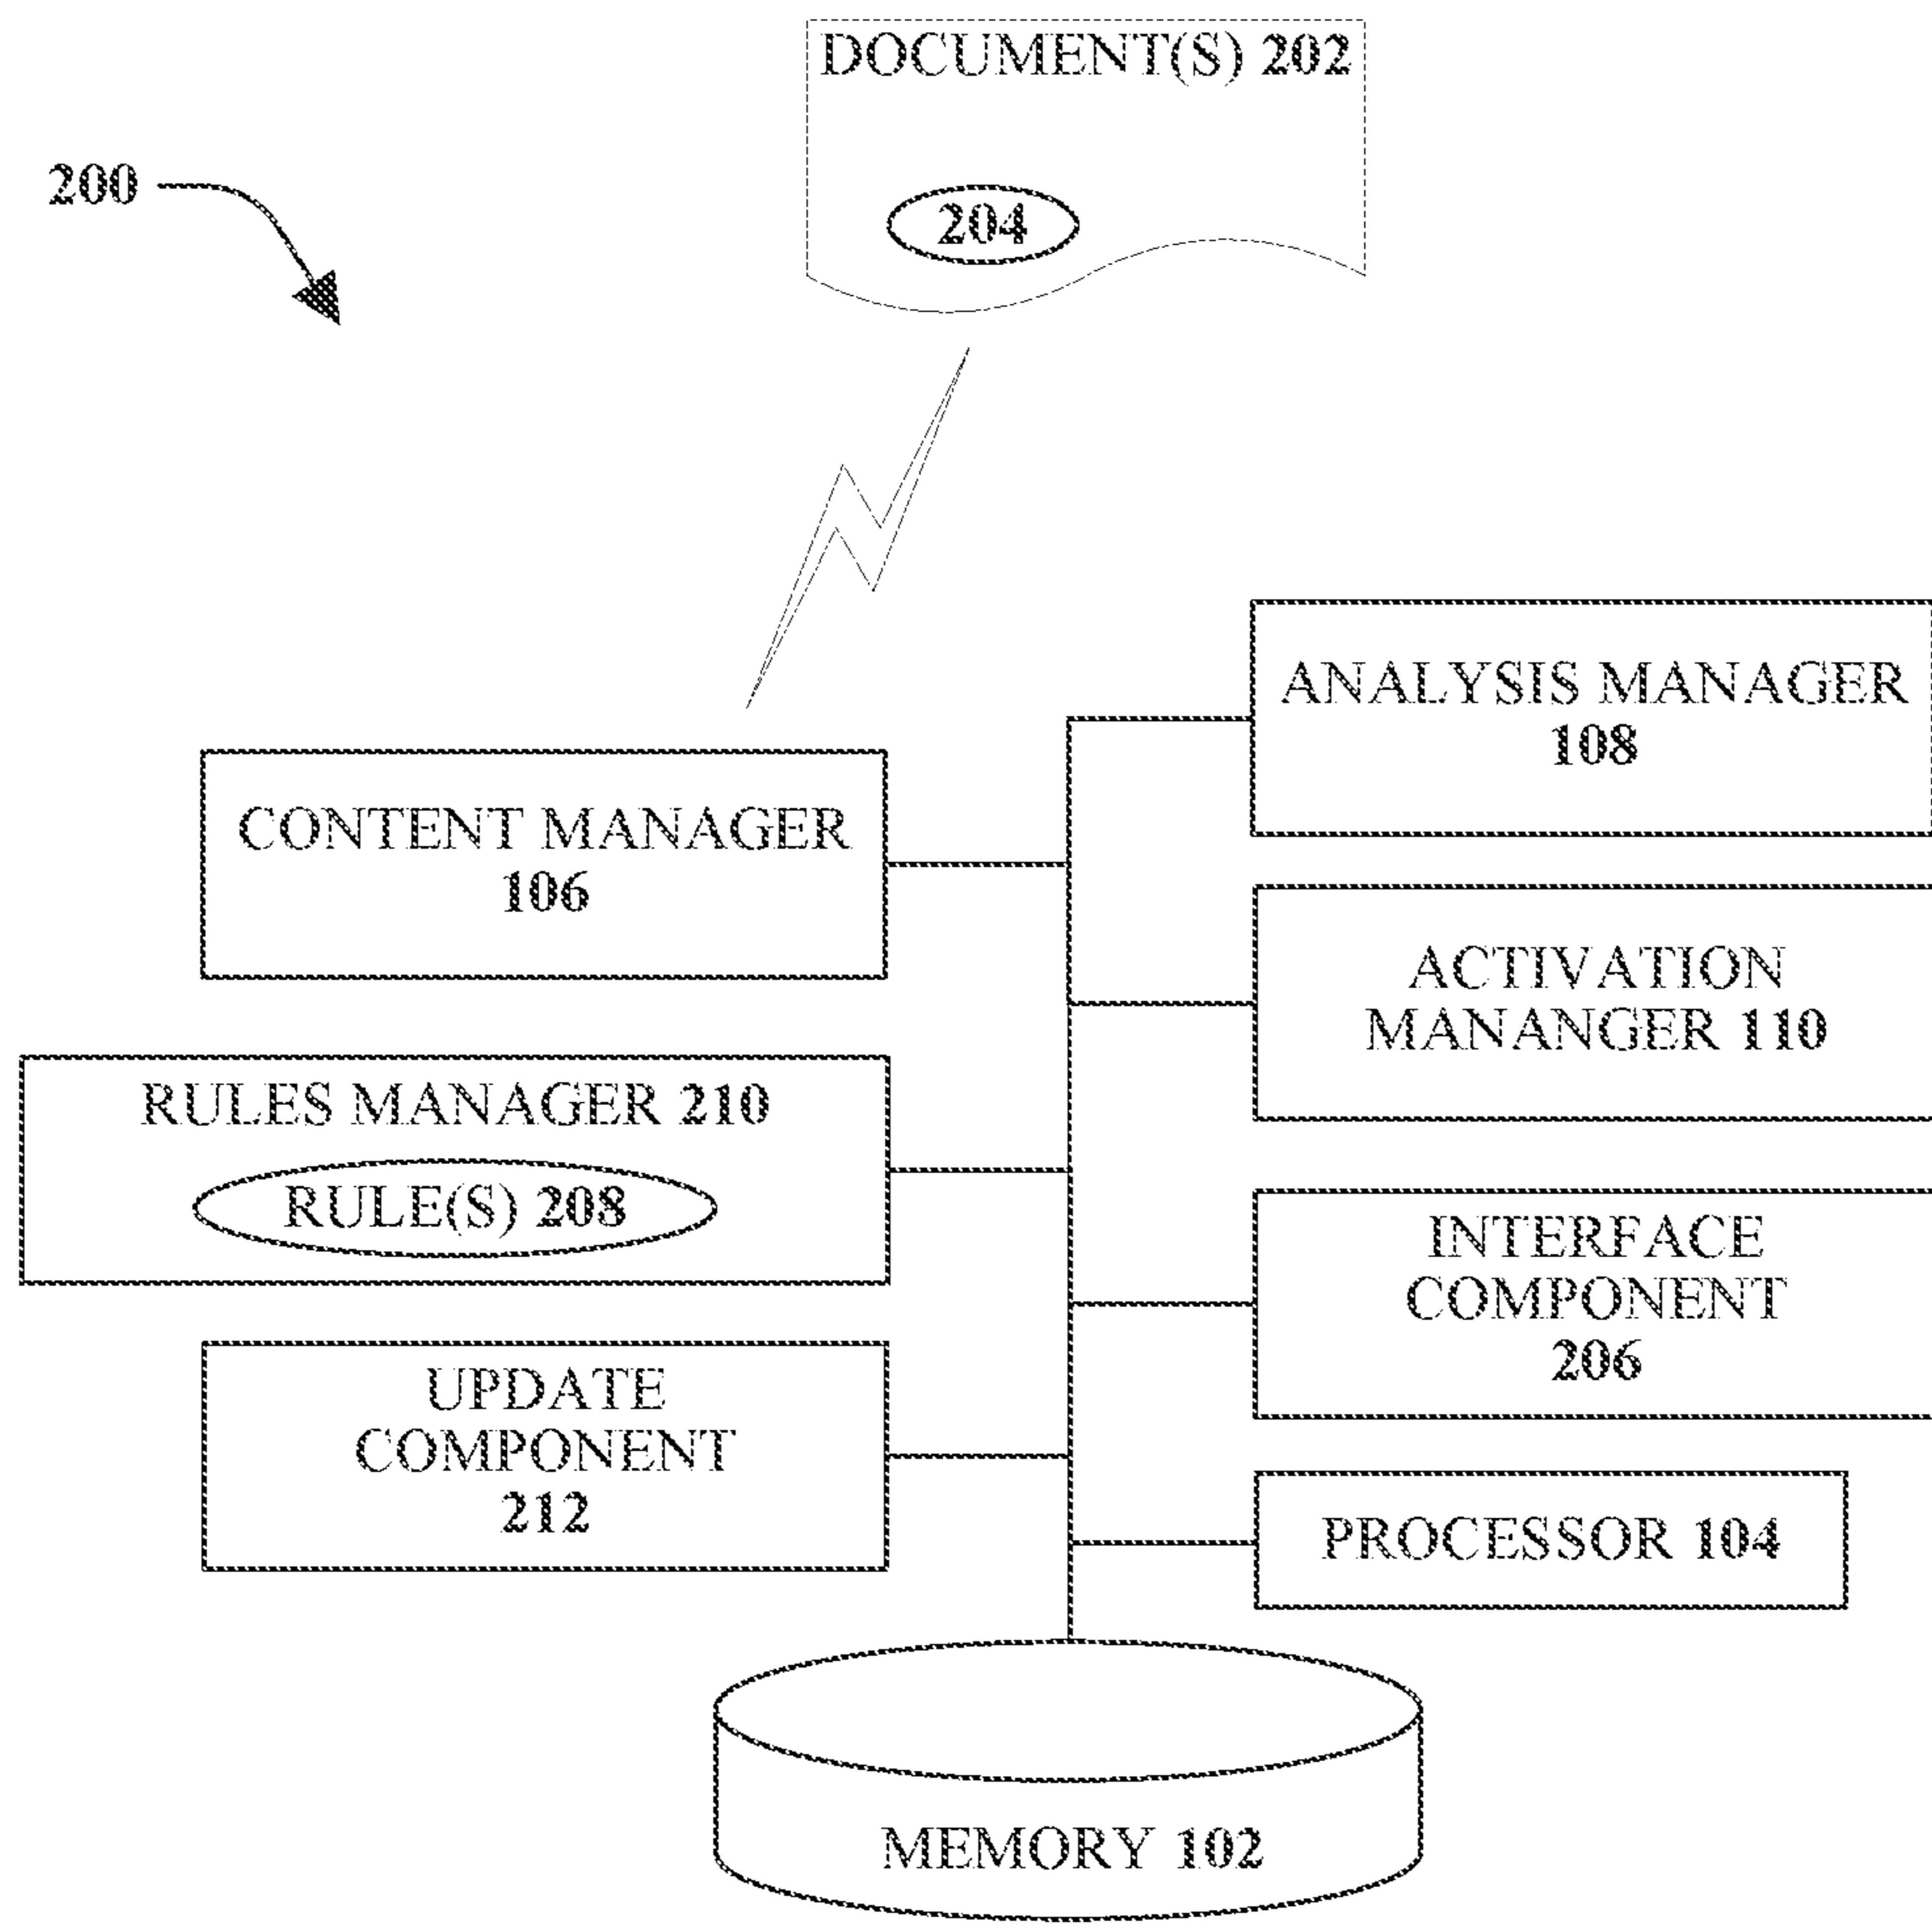 DOCUMENT(S) 202
200
204
ANALYSIS MANAGER
108
CONTENT MANAGER
106
ACTIVATION
MANANGER 110
RULES MANAGER 210
RULE(S) 208
INTERFACE
COMPONENT
206
UPDATE
COMPONENT
212
PROCESSOR 104
MEMORY 102